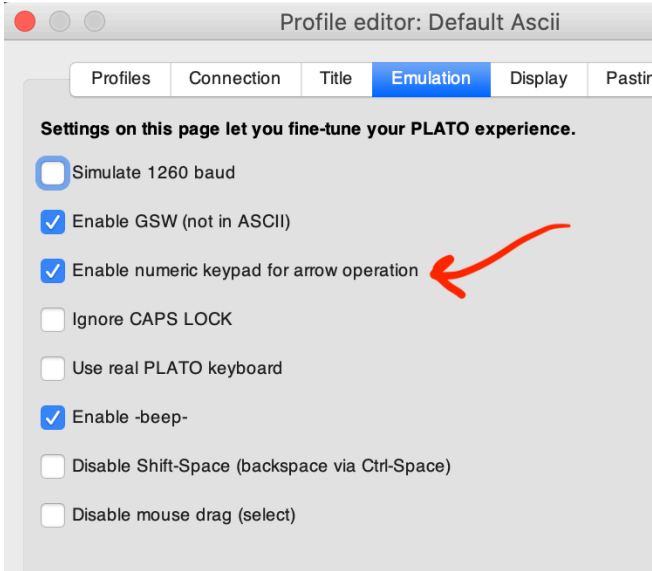 Profile editor: Default Ascii
Profiles Connection Title Emulation Display Pastin
Settings on this page let you fine-tune your PLATO experience.
Simulate 1260 baud
Enable GSW (not in ASCII)
Enable numeric keypad for arrow operation
Ignore CAPS LOCK
Use real PLATO keyboard
Enable -beep-
Disable Shift-Space (backspace via Ctrl-Space)
Disable mouse drag (select)